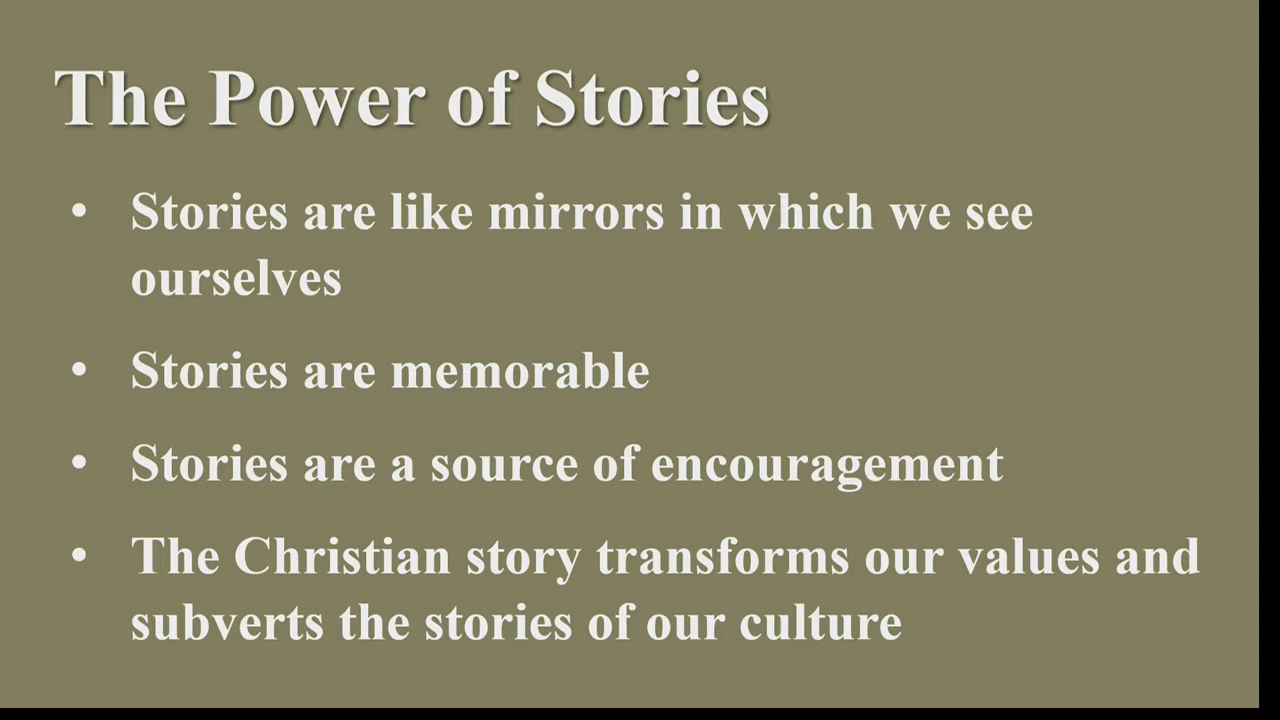 The Power of Stories
• Stories are like mirrors in which we see
ourselves
• Stories are memorable
• Stories are a source of encouragement
• The Christian story transforms our values and
subverts the stories of our culture